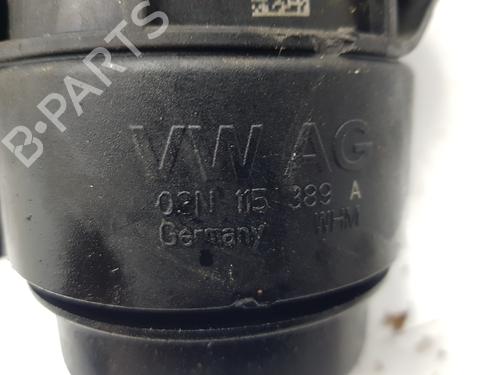 B-PARTS
VW AG
03N 115 389 A
Germany WHM